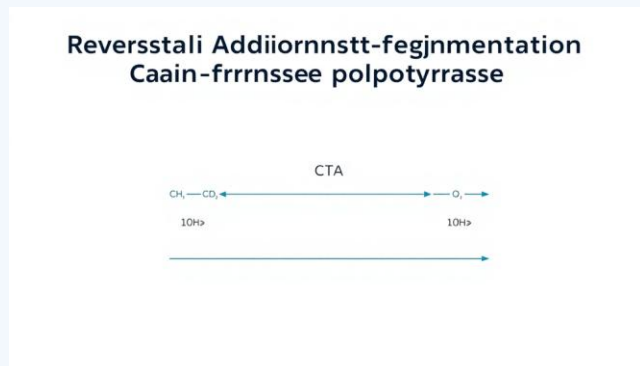 Reversstali Addiiornnstt-fegjnmentation
Caain-frrrnssee polpotyrrasse
CTA
CH, — CD, O,
10H> 10H>